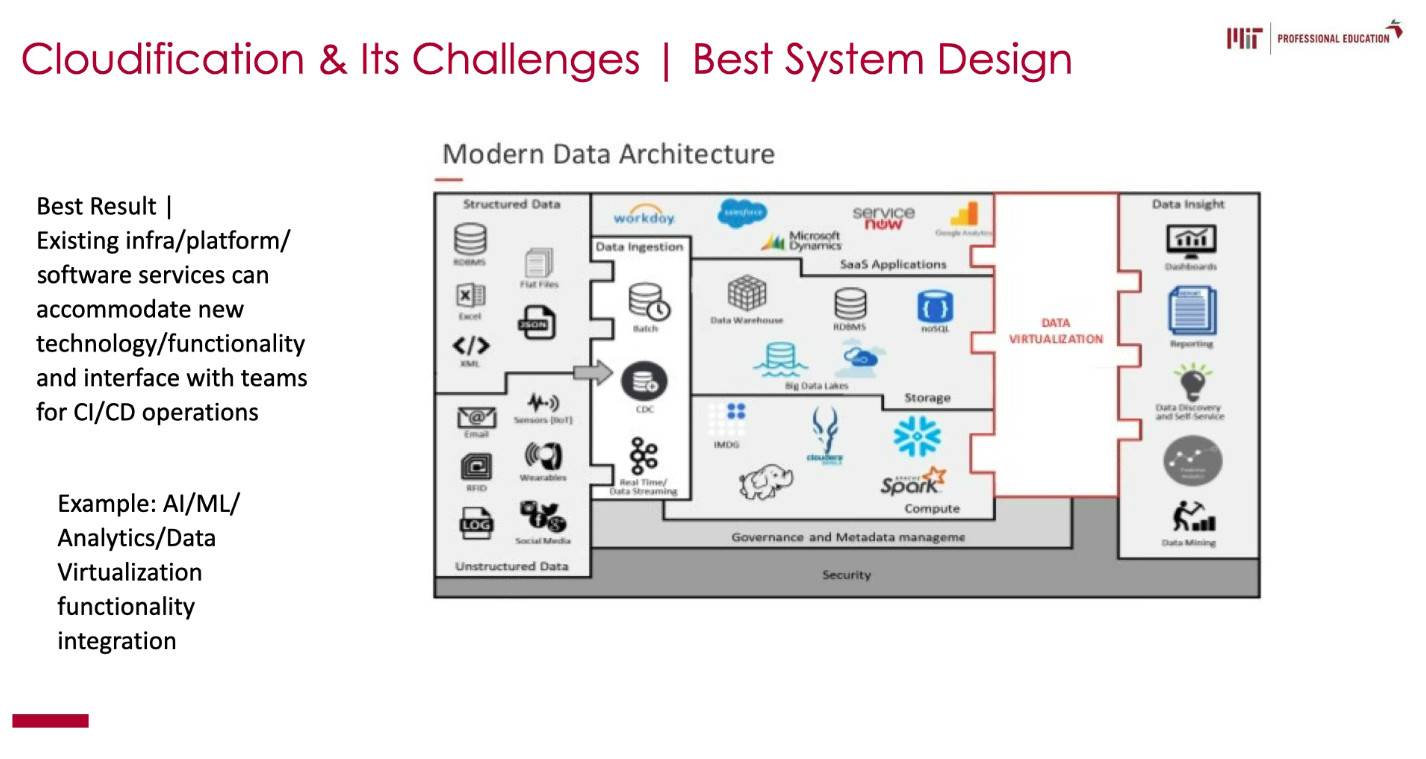 Cloudification & Its Challenges | Best System Design
MIT PROFESSIONAL EDUCATION
Modern Data Architecture
Best Result |
Existing infra/platform/
software services can
accommodate new
technology/functionality
and interface with teams
for CI/CD operations
Example: AI/ML/
Analytics/Data
Virtualization
functionality
integration
Structured Data
RDBMS
Flat Files
Excel
JSON
</>
XML
Email
Sensors (IIoT)
RFID
Wearables
LOG
Social Media
Unstructured Data
Data Ingestion
Batch
CDC
Real Time/
Data Streaming
workday.
salesforce
service
now
Google Analytics
Microsoft
Dynamics
SaaS Applications
Data Warehouse
RDBMS
{}
noSQL
Big Data Lakes
Storage
IMDG
cloudera
APACHE
Spark
Compute
Governance and Metadata manageme
Security
DATA
VIRTUALIZATION
Data Insight
Dashboards
REPORT
Reporting
Data Discovery
and Self-Service
Predictive
Analytics
Data Mining